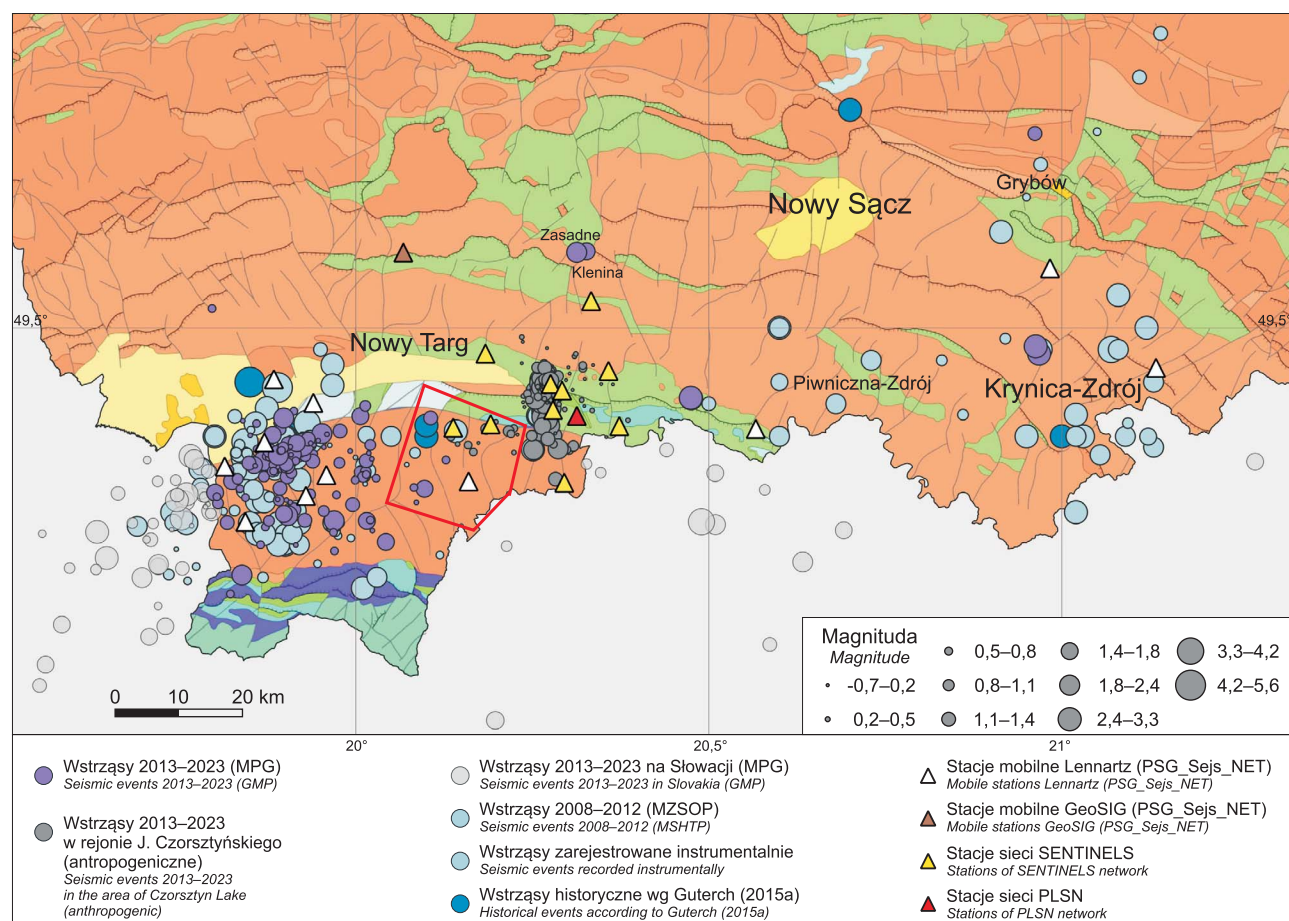 Grybów
Nowy Sącz
Zasadne
Klenina
49,5°
49,5°
Nowy Targ
Piwniczna-Zdrój
Krynica-Zdrój
Magnituda
Magnitude
0,5–0,8
1,4–1,8
3,3–4,2
-0,7–0,2
0,8–1,1
1,8–2,4
4,2–5,6
0,2–0,5
1,1–1,4
2,4–3,3
0 10 20 km
20°
20,5°
21°
Wstrząsy 2013–2023 (MPG)
Seismic events 2013–2023 (GMP)
Wstrząsy 2013–2023
w rejonie J. Czorsztyńskiego
(antropogeniczne)
Seismic events 2013–2023
in the area of Czorsztyn Lake
(anthropogenic)
Wstrząsy 2013–2023 na Słowacji (MPG)
Seismic events 2013–2023 in Slovakia (GMP)
Wstrząsy 2008–2012 (MZSOP)
Seismic events 2008–2012 (MSHTP)
Wstrząsy zarejestrowane instrumentalnie
Seismic events recorded instrumentally
Wstrząsy historyczne wg Guterch (2015a)
Historical events according to Guterch (2015a)
Stacje mobilne Lennartz (PSG_Sejs_NET)
Mobile stations Lennartz (PSG_Sejs_NET)
Stacje mobilne GeoSIG (PSG_Sejs_NET)
Mobile stations GeoSIG (PSG_Sejs_NET)
Stacje sieci SENTINELS
Stations of SENTINELS network
Stacje sieci PLSN
Stations of PLSN network